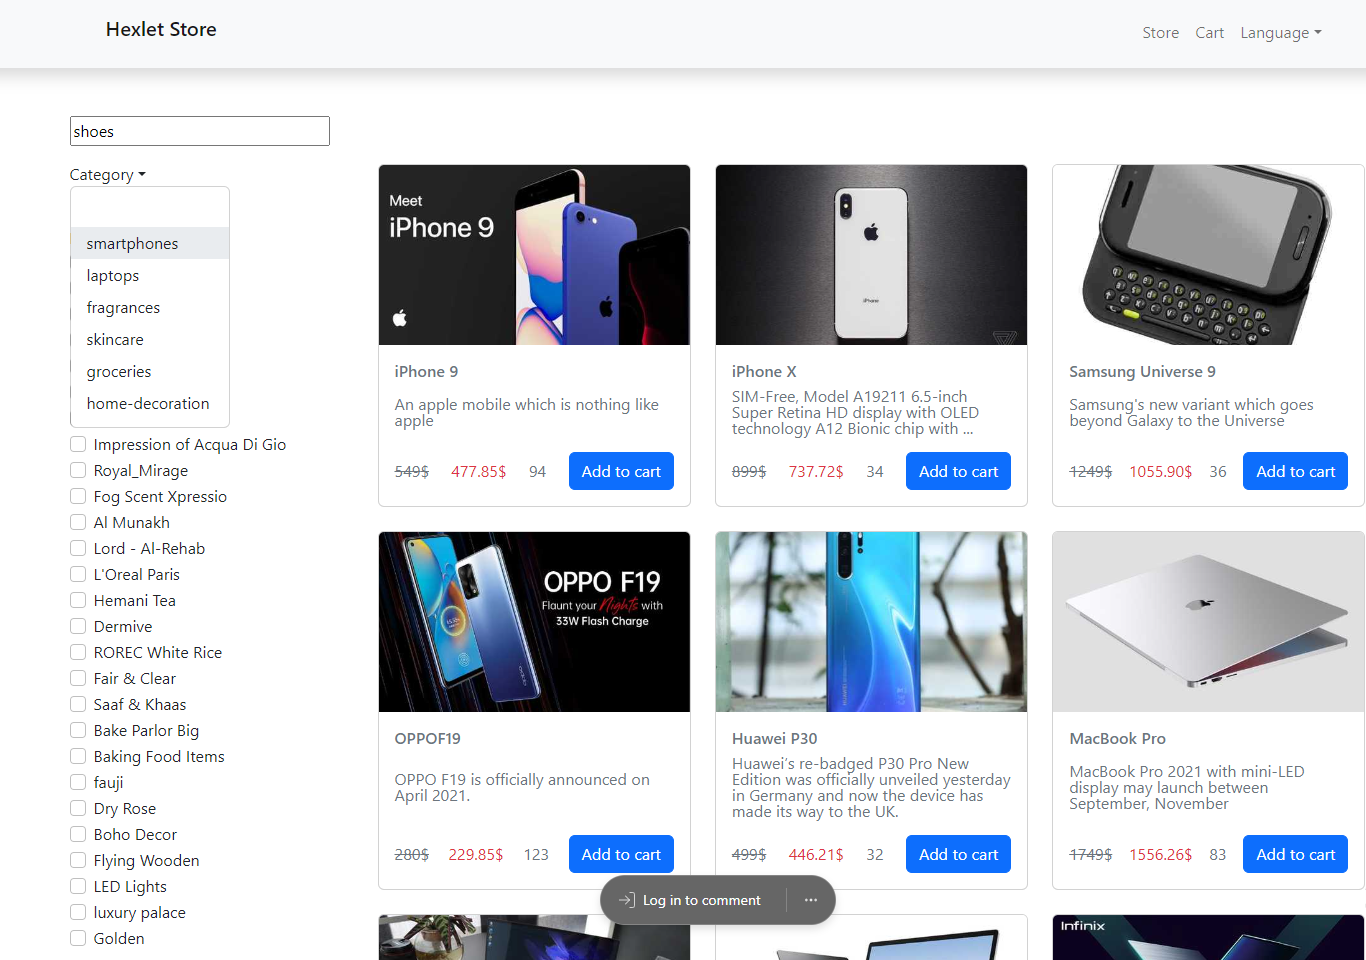 Hexlet Store
Store Cart Language
shoes
Category
smartphones
laptops
fragrances
skincare
groceries
home-decoration
Impression of Acqua Di Gio
Royal_Mirage
Fog Scent Xpressio
Al Munakh
Lord - Al-Rehab
L'Oreal Paris
Hemani Tea
Dermive
ROREC White Rice
Fair & Clear
Saaf & Khaas
Bake Parlor Big
Baking Food Items
fauji
Dry Rose
Boho Decor
Flying Wooden
LED Lights
luxury palace
Golden
Meet
iPhone 9
iPhone 9
An apple mobile which is nothing like
apple
549$ 477.85$ 94 Add to cart
iPhone
iPhone X
SIM-Free, Model A19211 6.5-inch
Super Retina HD display with OLED
technology A12 Bionic chip with ...
899$ 737.72$ 34 Add to cart
Samsung Universe 9
Samsung's new variant which goes
beyond Galaxy to the Universe
1249$ 1055.90$ 36 Add to cart
OPPO F19
Flaunt your Nights with
33W Flash Charge
OPPOF19
OPPO F19 is officially announced on
April 2021.
280$ 229.85$ 123 Add to cart
Huawei P30
Huawei's re-badged P30 Pro New
Edition was officially unveiled yesterday
in Germany and now the device has
made its way to the UK.
499$ 446.21$ 32 Add to cart
MacBook Pro
MacBook Pro 2021 with mini-LED
display may launch between
September, November
1749$ 1556.26$ 83 Add to cart
Infinix
Log in to comment